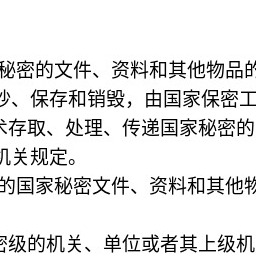 秘密的文件、资料和其他物品的
抄、保存和销毁，由国家保密工
术存取、处理、传递国家秘密的
机关规定。
的国家秘密文件、资料和其他物
密级的机关、单位或者其上级机